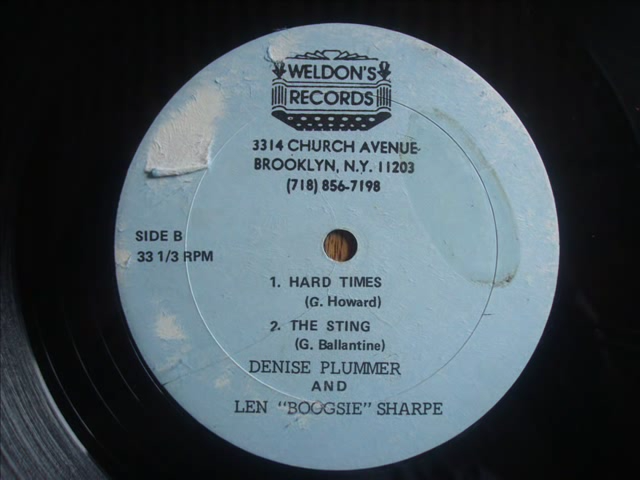 WELDON'S
RECORDS
3314 CHURCH AVENUE
BROOKLYN, N.Y. 11203
(718) 856-7198
SIDE B
33 1/3 RPM
1. HARD TIMES
(G. Howard)
2. THE STING
(G. Ballantine)
DENISE PLUMMER
AND
LEN "BOOGSIE" SHARPE